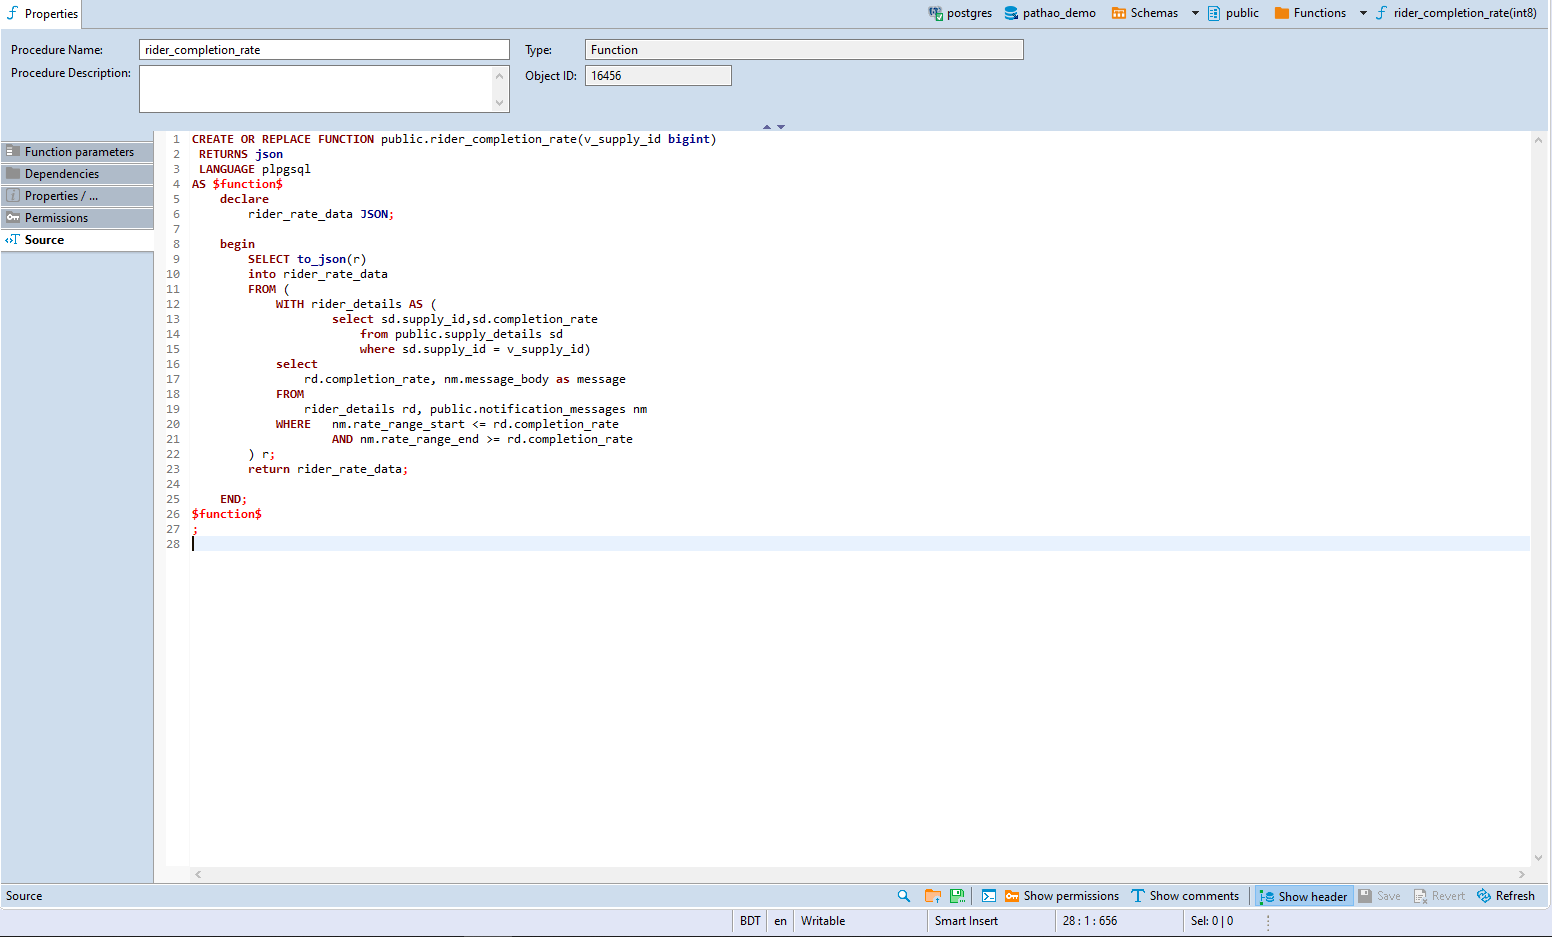 Properties
postgres pathao_demo Schemas public Functions rider_completion_rate(int8)
Procedure Name: rider_completion_rate Type: Function
Procedure Description: Object ID: 16456
Function parameters
Dependencies
Properties / ...
Permissions
Source
1 CREATE OR REPLACE FUNCTION public.rider_completion_rate(v_supply_id bigint)
2 RETURNS json
3 LANGUAGE plpgsql
4 AS $function$
5 declare
6 rider_rate_data JSON;
7
8 begin
9 SELECT to_json(r)
10 into rider_rate_data
11 FROM (
12 WITH rider_details AS (
13 select sd.supply_id,sd.completion_rate
14 from public.supply_details sd
15 where sd.supply_id = v_supply_id)
16 select
17 rd.completion_rate, nm.message_body as message
18 FROM
19 rider_details rd, public.notification_messages nm
20 WHERE nm.rate_range_start <= rd.completion_rate
21 AND nm.rate_range_end >= rd.completion_rate
22 ) r;
23 return rider_rate_data;
24
25 END;
26 $function$
27 ;
28
Source Show permissions Show comments Show header Save Revert Refresh
BDT en Writable Smart Insert 28 : 1 : 656 Sel: 0 | 0